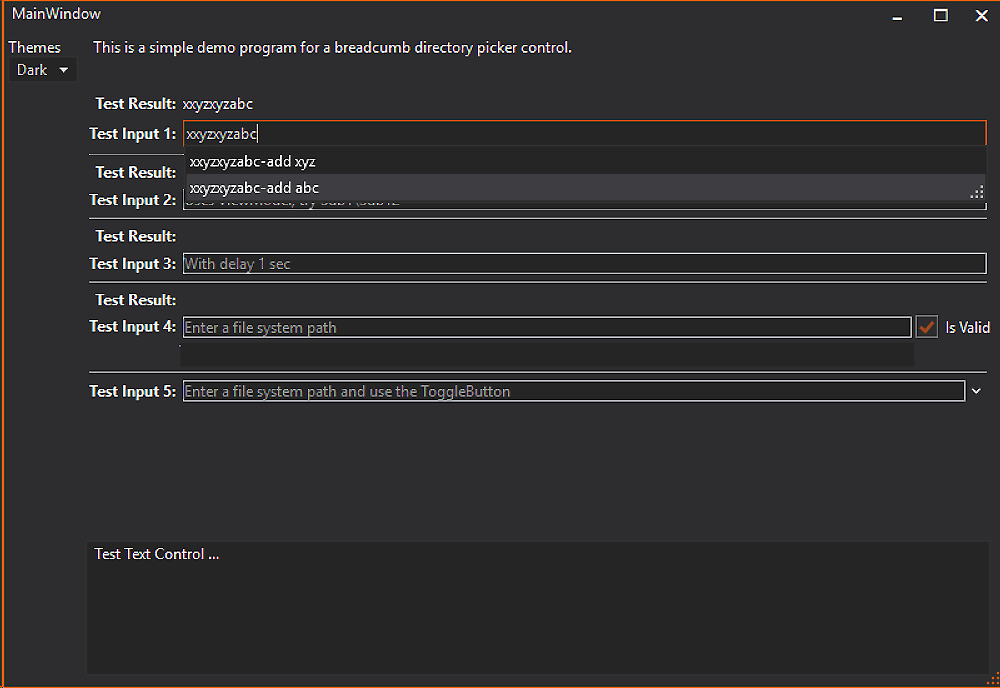 MainWindow
Themes
This is a simple demo program for a breadcumb directory picker control.
Dark
Test Result: xxyzxyzabc
Test Input 1: xxyzxyzabc
xxyzxyzabc-add xyz
Test Result:
xxyzxyzabc-add abc
Test Input 2:
Test Result:
Test Input 3: With delay 1 sec
Test Result:
Test Input 4: Enter a file system path Is Valid
Test Input 5: Enter a file system path and use the ToggleButton
Test Text Control ...